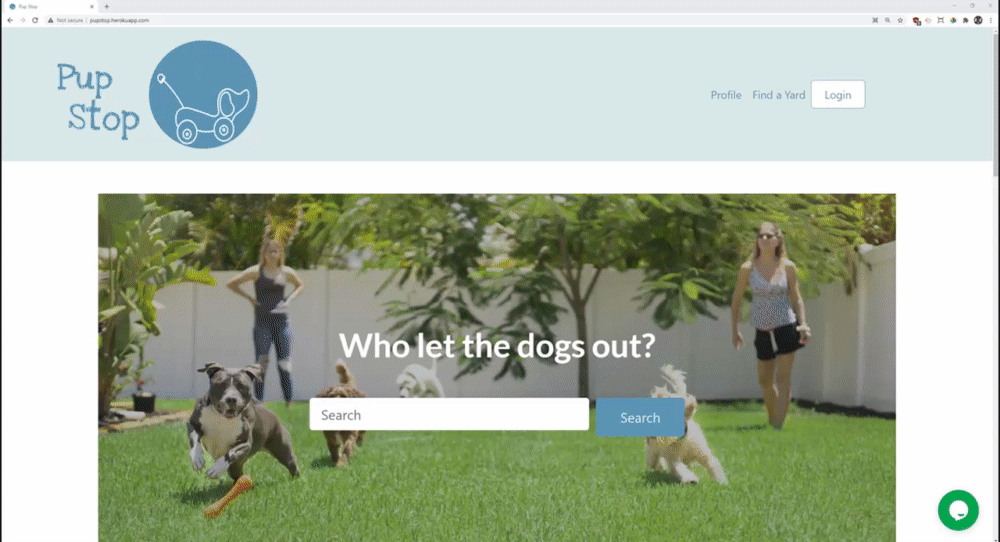 Pup Stop
Not secure | pupstop.herokuapp.com
Pup
Stop
Profile
Find a Yard
Login
Who let the dogs out?
Search
Search